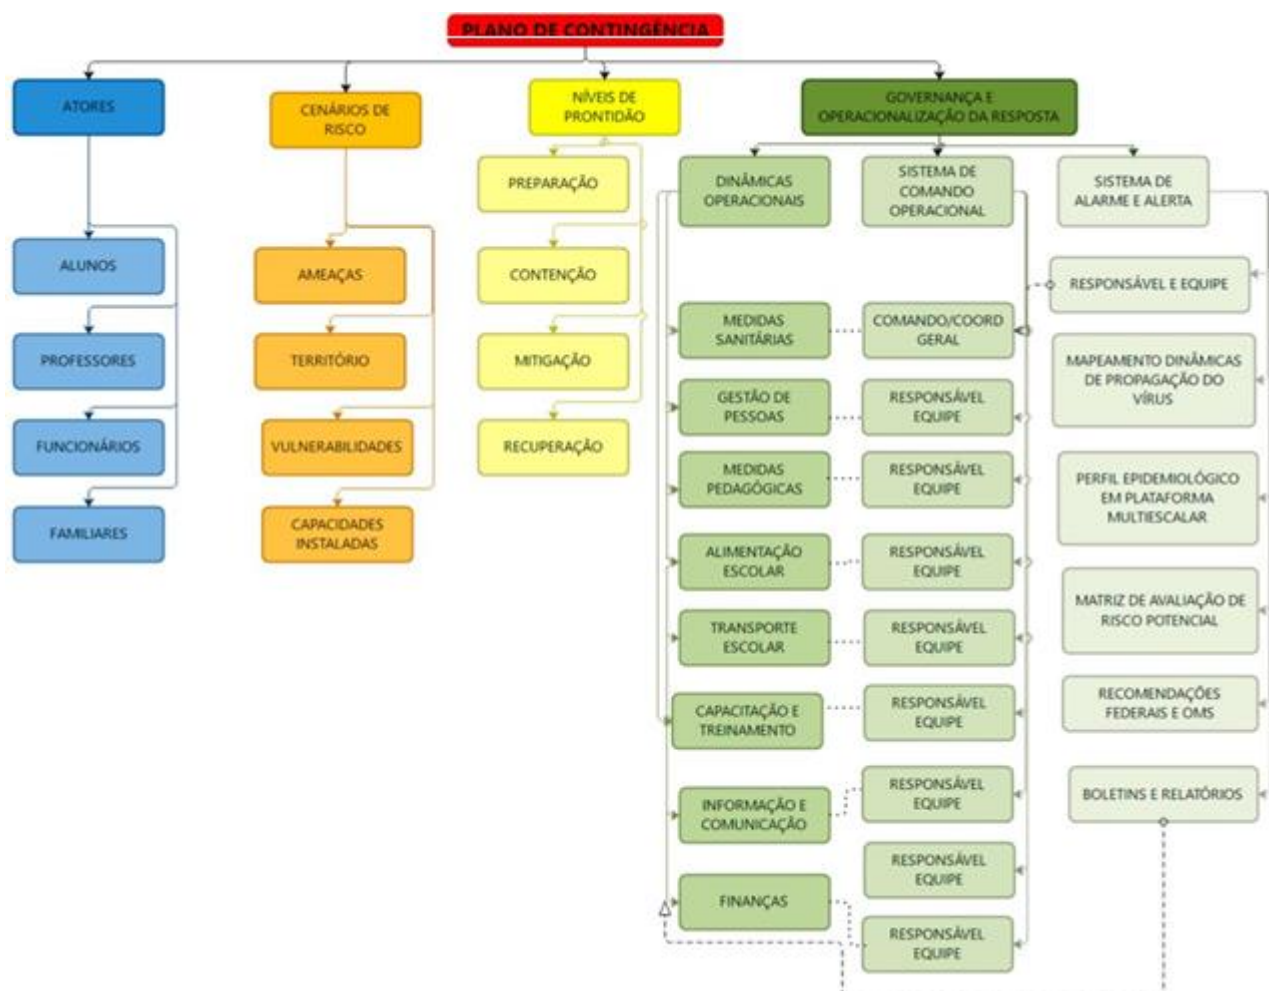 PLANO DE CONTINGÊNCIA
ATORES
ALUNOS
PROFESSORES
FUNCIONÁRIOS
FAMILIARES
CENÁRIOS DE
RISCO
AMEAÇAS
TERRITÓRIO
VULNERABILIDADES
CAPACIDADES
INSTALADAS
NÍVEIS DE
PRONTIDÃO
PREPARAÇÃO
CONTENÇÃO
MITIGAÇÃO
RECUPERAÇÃO
GOVERNANÇA E
OPERACIONALIZAÇÃO DA RESPOSTA
DINÂMICAS
OPERACIONAIS
MEDIDAS
SANITÁRIAS
GESTÃO DE
PESSOAS
MEDIDAS
PEDAGÓGICAS
ALIMENTAÇÃO
ESCOLAR
TRANSPORTE
ESCOLAR
CAPACITAÇÃO E
TREINAMENTO
INFORMAÇÃO E
COMUNICAÇÃO
FINANÇAS
SISTEMA DE
COMANDO
OPERACIONAL
COMANDO/COORD
GERAL
RESPONSÁVEL
EQUIPE
RESPONSÁVEL
EQUIPE
RESPONSÁVEL
EQUIPE
RESPONSÁVEL
EQUIPE
RESPONSÁVEL
EQUIPE
RESPONSÁVEL
EQUIPE
RESPONSÁVEL
EQUIPE
RESPONSÁVEL
EQUIPE
SISTEMA DE
ALARME E ALERTA
RESPONSÁVEL E EQUIPE
MAPEAMENTO DINÂMICAS
DE PROPAGAÇÃO DO
VÍRUS
PERFIL EPIDEMIOLÓGICO
EM PLATAFORMA
MULTIESCALAR
MATRIZ DE AVALIAÇÃO DE
RISCO POTENCIAL
RECOMENDAÇÕES
FEDERAIS E OMS
BOLETINS E RELATÓRIOS